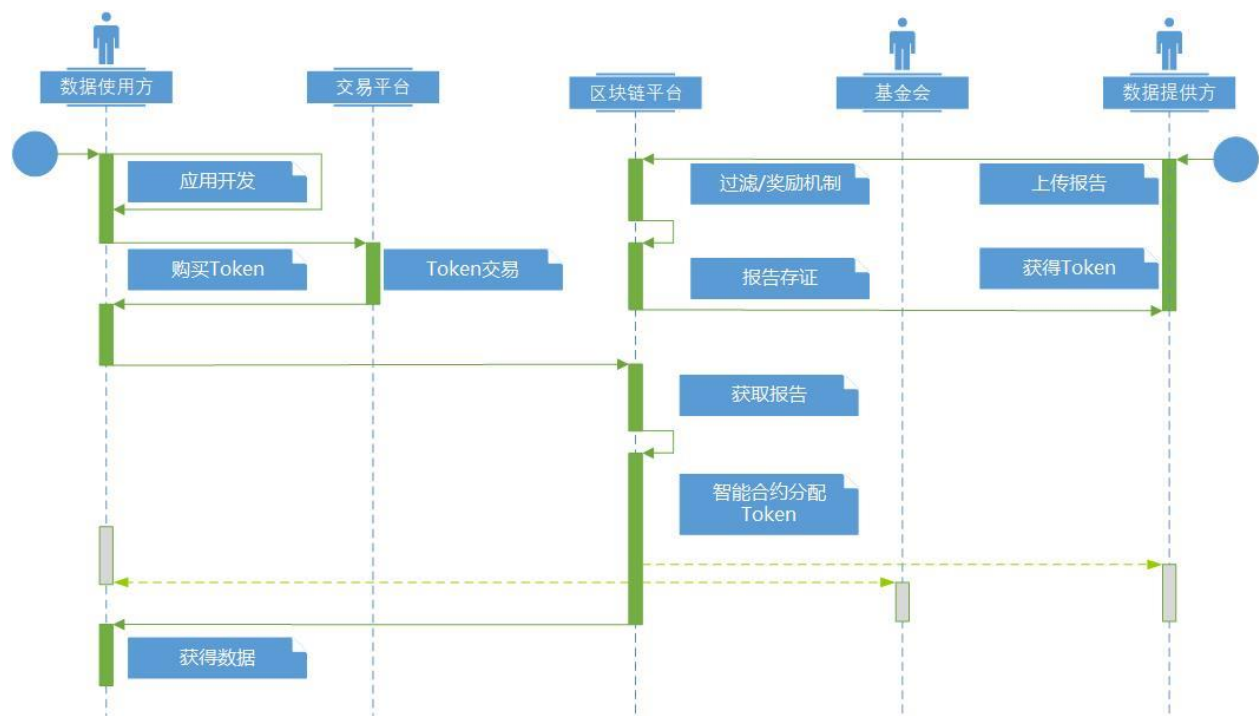 数据使用方
交易平台
区块链平台
基金会
数据提供方
应用开发
过滤/奖励机制
上传报告
购买Token
Token交易
报告存证
获得Token
获取报告
智能合约分配
Token
获得数据